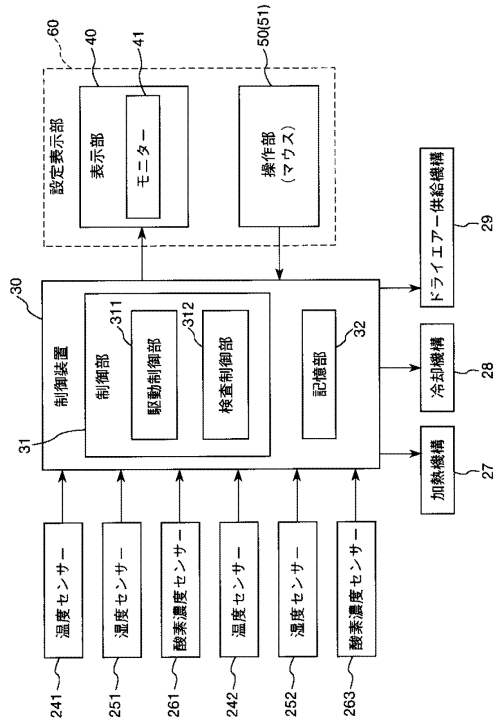 241
温度センサー
251
湿度センサー
261
酸素濃度センサー
242
温度センサー
252
湿度センサー
263
酸素濃度センサー
30
制御装置
31
制御部
311
駆動制御部
312
検査制御部
32
記憶部
60
設定表示部
40
表示部
41
モニター
50(51)
操作部
(マウス)
加熱機構
27
冷却機構
28
ドライエアー供給機構
29